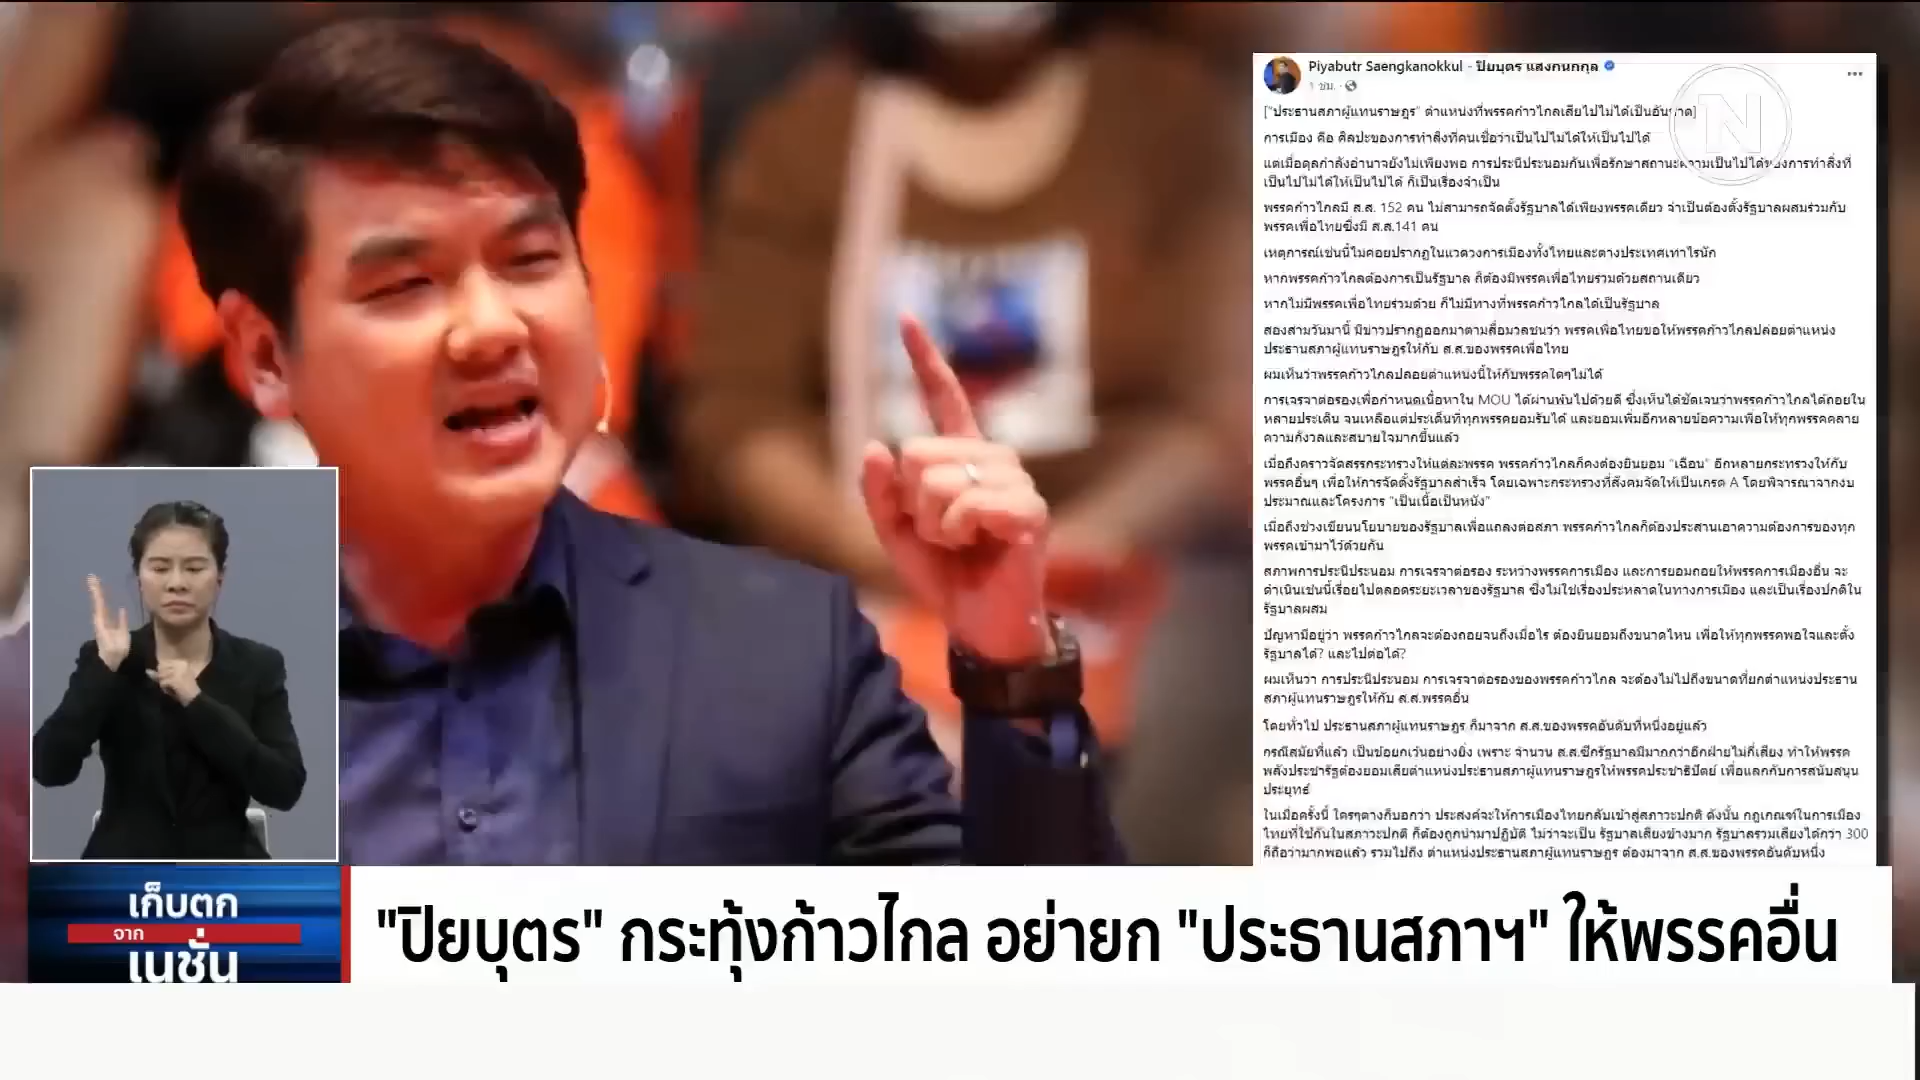 Piyabutr Saengkanokkul - ปิยบุตร แสงกนกกุล
1 ชม. ·
["ประธานสภาผู้แทนราษฎร" ตำแหน่งที่พรรคก้าวไกลเสียไปไม่ได้เป็นอันขาด]
N
การเมือง คือ ศิลปะของการทำสิ่งที่คนเชื่อว่าเป็นไปไม่ได้ให้เป็นไปได้
แต่เมื่อดุลกำลังอำนาจยังไม่เพียงพอ การประนีประนอมกันเพื่อรักษาสถานะความเป็นไปได้ของการทำสิ่งที่
เป็นไปไม่ได้ให้เป็นไปได้ ก็เป็นเรื่องจำเป็น
พรรคก้าวไกลมี ส.ส. 152 คน ไม่สามารถจัดตั้งรัฐบาลได้เพียงพรรคเดียว จำเป็นต้องตั้งรัฐบาลผสมร่วมกับ
พรรคเพื่อไทยซึ่งมี ส.ส.141 คน
เหตุการณ์เช่นนี้ไม่ค่อยปรากฏในแวดวงการเมืองทั้งไทยและต่างประเทศเท่าไรนัก
หากพรรคก้าวไกลต้องการเป็นรัฐบาล ก็ต้องมีพรรคเพื่อไทยร่วมด้วยสถานเดียว
หากไม่มีพรรคเพื่อไทยร่วมด้วย ก็ไม่มีทางที่พรรคก้าวไกลได้เป็นรัฐบาล
สองสามวันมานี้ มีข่าวปรากฏออกมาตามสื่อมวลชนว่า พรรคเพื่อไทยขอให้พรรคก้าวไกลปล่อยตำแหน่ง
ประธานสภาผู้แทนราษฎรให้กับ ส.ส.ของพรรคเพื่อไทย
ผมเห็นว่าพรรคก้าวไกลปล่อยตำแหน่งนี้ให้กับพรรคใดๆไม่ได้
การเจรจาต่อรองเพื่อกำหนดเนื้อหาใน MOU ได้ผ่านพ้นไปด้วยดี ซึ่งเห็นได้ชัดเจนว่าพรรคก้าวไกลได้ถอยใน
หลายประเด็น จนเหลือแต่ประเด็นที่ทุกพรรคยอมรับได้ และยอมเพิ่มอีกหลายข้อความเพื่อให้ทุกพรรคคลาย
ความกังวลและสบายใจมากขึ้นแล้ว
เมื่อถึงคราวจัดสรรกระทรวงให้แต่ละพรรค พรรคก้าวไกลก็คงต้องยินยอม "เฉือน" อีกหลายกระทรวงให้กับ
พรรคอื่นๆ เพื่อให้การจัดตั้งรัฐบาลสำเร็จ โดยเฉพาะกระทรวงที่สังคมจัดให้เป็นเกรด A โดยพิจารณาจากงบ
ประมาณและโครงการ "เป็นเนื้อเป็นหนัง"
เมื่อถึงช่วงเขียนนโยบายของรัฐบาลเพื่อแถลงต่อสภา พรรคก้าวไกลก็ต้องประสานเอาความต้องการของทุก
พรรคเข้ามาไว้ด้วยกัน
สภาพการประนีประนอม การเจรจาต่อรอง ระหว่างพรรคการเมือง และการยอมถอยให้พรรคการเมืองอื่น จะ
ดำเนินเช่นนี้เรื่อยไปตลอดระยะเวลาของรัฐบาล ซึ่งไม่ใช่เรื่องประหลาดในทางการเมือง และเป็นเรื่องปกติใน
รัฐบาลผสม
ปัญหามีอยู่ว่า พรรคก้าวไกลจะต้องถอยจนถึงเมื่อไร ต้องยินยอมถึงขนาดไหน เพื่อให้ทุกพรรคพอใจและตั้ง
รัฐบาลได้? และไปต่อได้?
ผมเห็นว่า การประนีประนอม การเจรจาต่อรองของพรรคก้าวไกล จะต้องไม่ไปถึงขนาดที่ยกตำแหน่งประธาน
สภาผู้แทนราษฎรให้กับ ส.ส.พรรคอื่น
โดยทั่วไป ประธานสภาผู้แทนราษฎร ก็มาจาก ส.ส.ของพรรคอันดับที่หนึ่งอยู่แล้ว
กรณีสมัยที่แล้ว เป็นข้อยกเว้นอย่างยิ่ง เพราะ จำนวน ส.ส.ซีกรัฐบาลมีมากกว่าอีกฝ่ายไม่กี่เสียง ทำให้พรรค
พลังประชารัฐต้องยอมเสียตำแหน่งประธานสภาผู้แทนราษฎรให้พรรคประชาธิปัตย์ เพื่อแลกกับการสนับสนุน
ประยุทธ์
ในเมื่อครั้งนี้ ใครๆต่างก็บอกว่า ประสงค์จะให้การเมืองไทยกลับเข้าสู่สภาวะปกติ ดังนั้น กฎเกณฑ์ในการเมือง
ไทยที่ใช้กันในสภาวะปกติ ก็ต้องถูกนำมาปฏิบัติ ไม่ว่าจะเป็น รัฐบาลเสียงข้างมาก รัฐบาลรวมเสียงได้กว่า 300
ก็ถือว่ามากพอแล้ว รวมไปถึง ตำแหน่งประธานสภาผู้แทนราษฎร ต้องมาจาก ส.ส.ของพรรคอันดับหนึ่ง
เก็บตก
จาก
เนชั่น
"ปิยบุตร" กระทุ้งก้าวไกล อย่ายก "ประธานสภาฯ" ให้พรรคอื่น